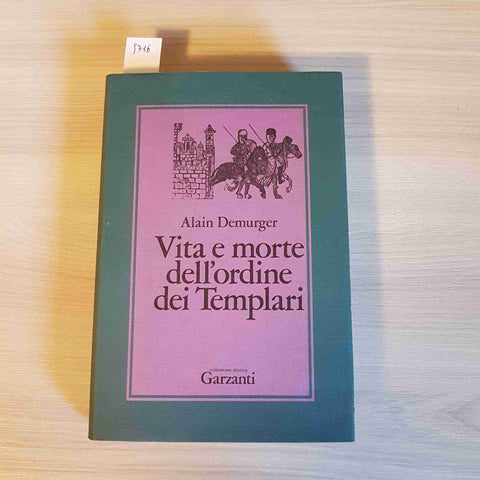 5716
Alain Demurger
Vita e morte
dell'ordine
dei Templari
collezione storica
Garzanti